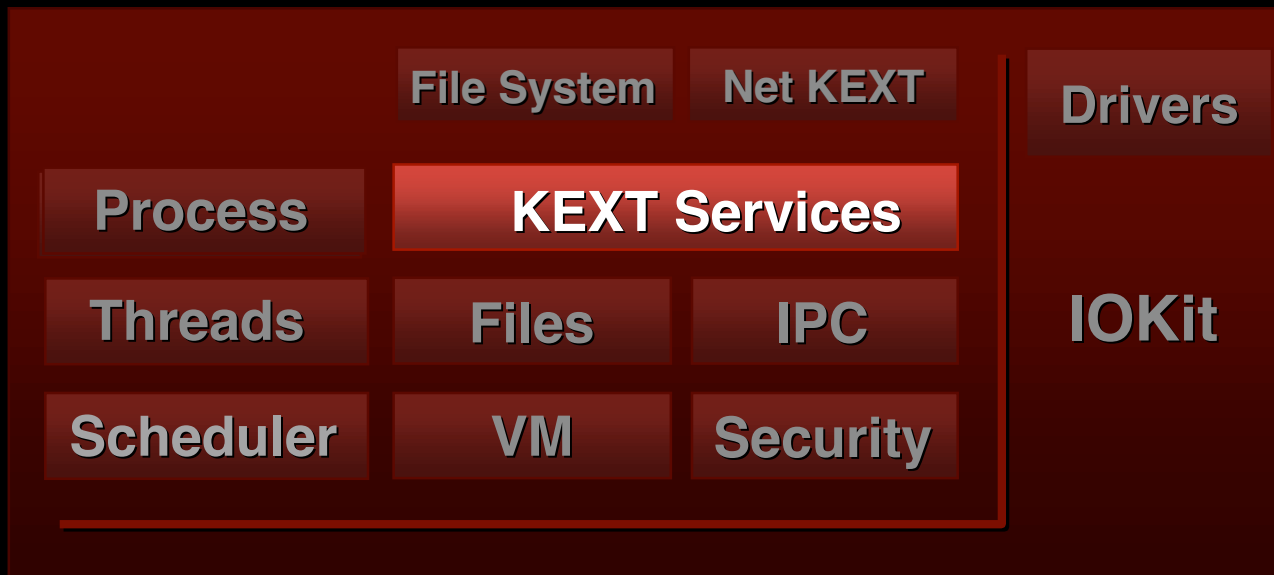 File System
Net KEXT
Drivers
Process
KEXT Services
Threads
Files
IPC
IOKit
Scheduler
VM
Security